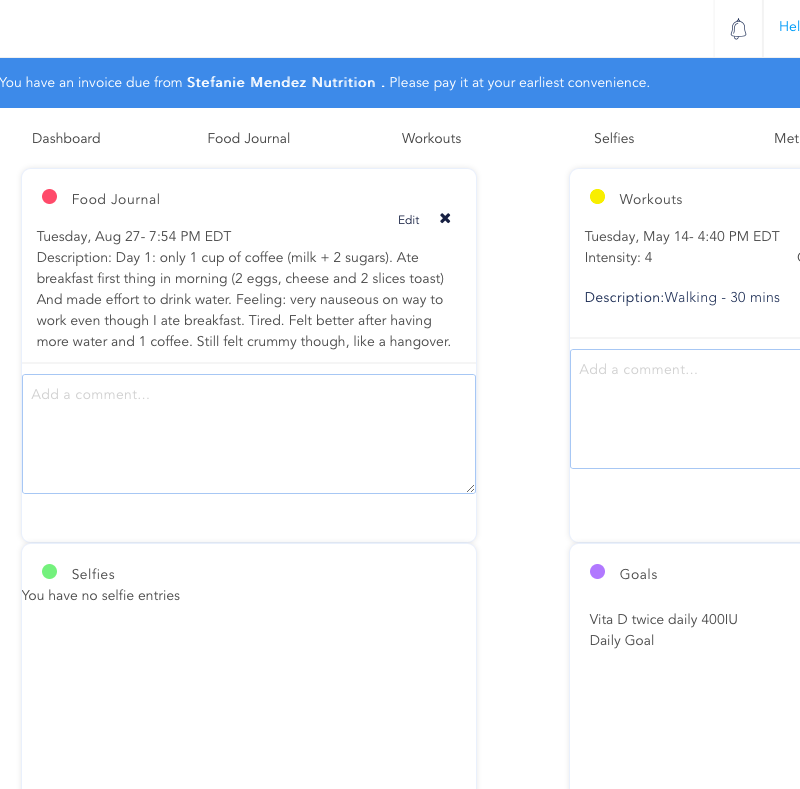 Hel
You have an invoice due from Stefanie Mendez Nutrition . Please pay it at your earliest convenience.
Dashboard Food Journal Workouts Selfies Met
Food Journal
Edit ✖
Tuesday, Aug 27- 7:54 PM EDT
Description: Day 1: only 1 cup of coffee (milk + 2 sugars). Ate
breakfast first thing in morning (2 eggs, cheese and 2 slices toast)
And made effort to drink water. Feeling: very nauseous on way to
work even though I ate breakfast. Tired. Felt better after having
more water and 1 coffee. Still felt crummy though, like a hangover.
Add a comment...
Workouts
Tuesday, May 14- 4:40 PM EDT
Intensity: 4
Description:Walking - 30 mins
Add a comment...
Selfies
You have no selfie entries
Goals
Vita D twice daily 400IU
Daily Goal